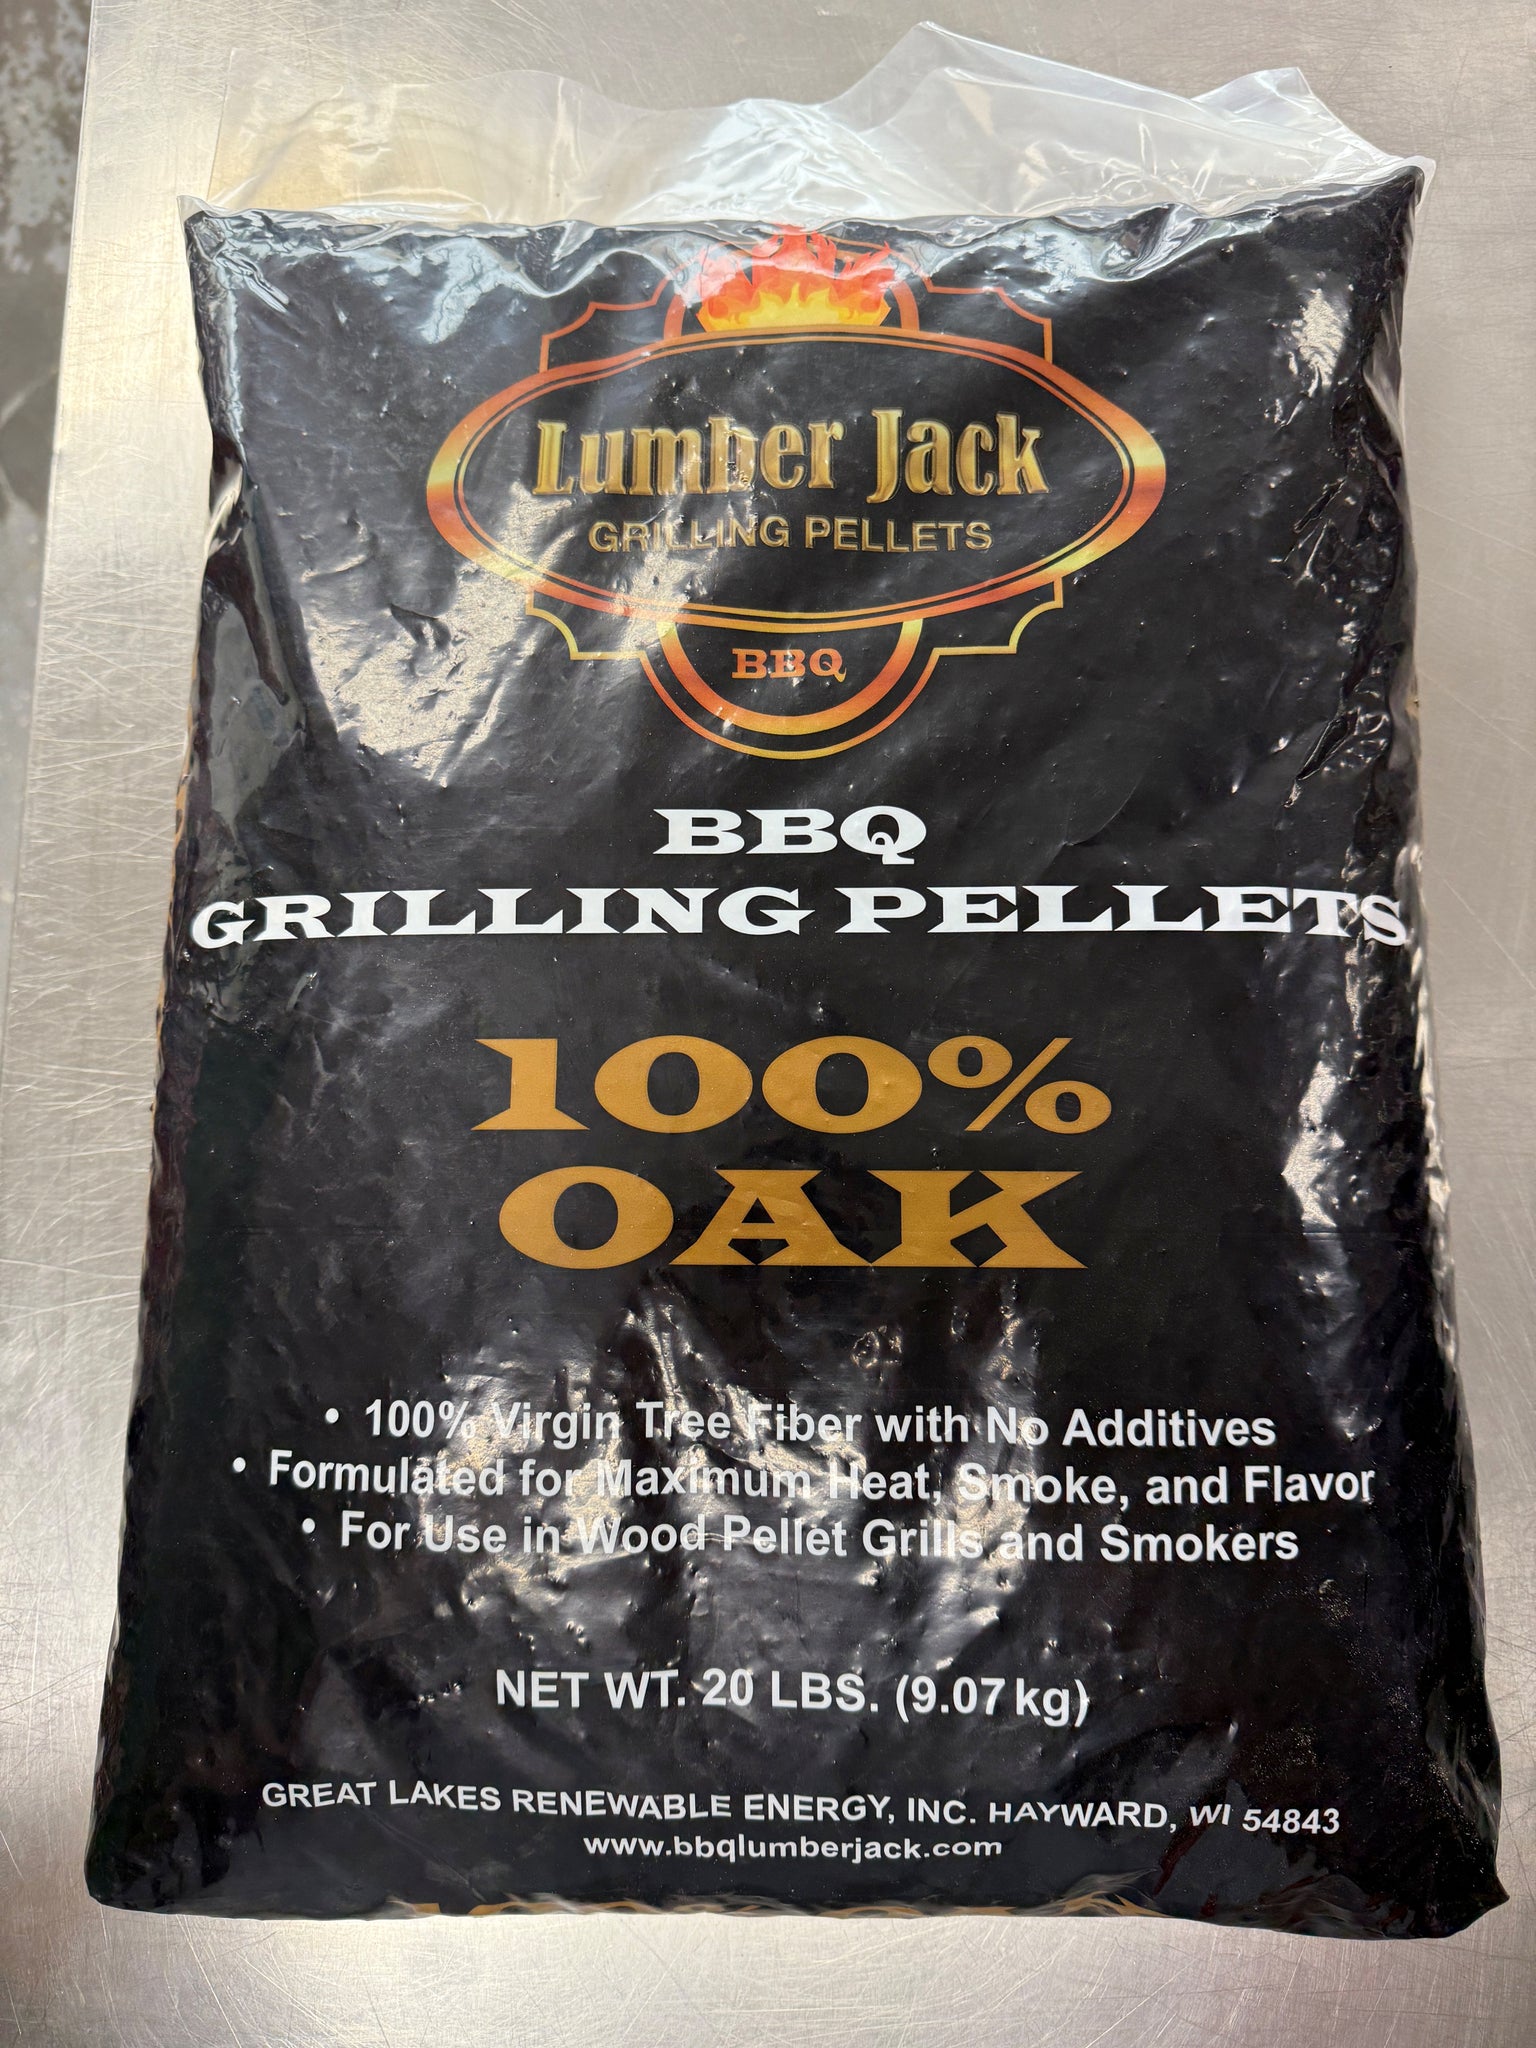 Lumber Jack
GRILLING PELLETS
BBQ
BBQ
GRILLING PELLETS
100%
OAK
• 100% Virgin Tree Fiber with No Additives
• Formulated for Maximum Heat, Smoke, and Flavor
• For Use in Wood Pellet Grills and Smokers
NET WT. 20 LBS. (9.07 kg)
GREAT LAKES RENEWABLE ENERGY, INC. HAYWARD, WI 54843
www.bbqlumberjack.com